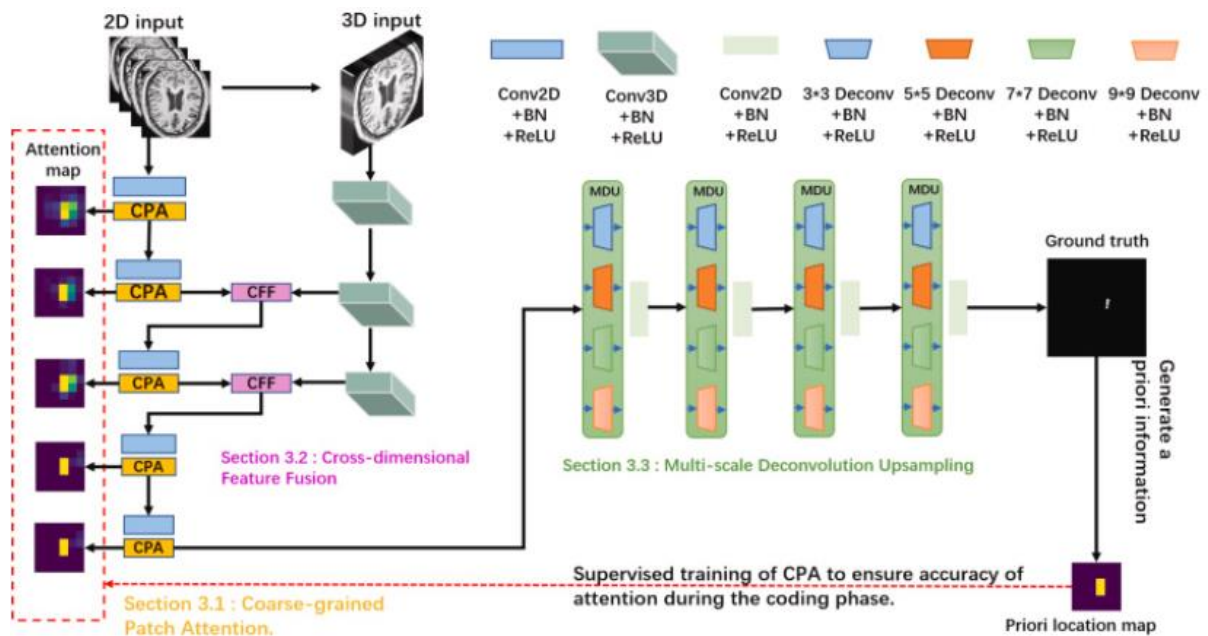 2D input
3D input
Conv2D
+BN
+ReLU
Conv3D
+BN
+ReLU
Conv2D
+BN
+ReLU
3*3 Deconv
+BN
+ReLU
5*5 Deconv
+BN
+ReLU
7*7 Deconv
+BN
+ReLU
9*9 Deconv
+BN
+ReLU
Attention
map
CPA
CPA
CFF
CPA
CFF
CPA
CPA
Section 3.2 : Cross-dimensional
Feature Fusion
MDU
MDU
MDU
MDU
Section 3.3 : Multi-scale Deconvolution Upsampling
Ground truth
Generate a
priori information
Supervised training of CPA to ensure accuracy of
attention during the coding phase.
Section 3.1 : Coarse-grained
Patch Attention.
Priori location map